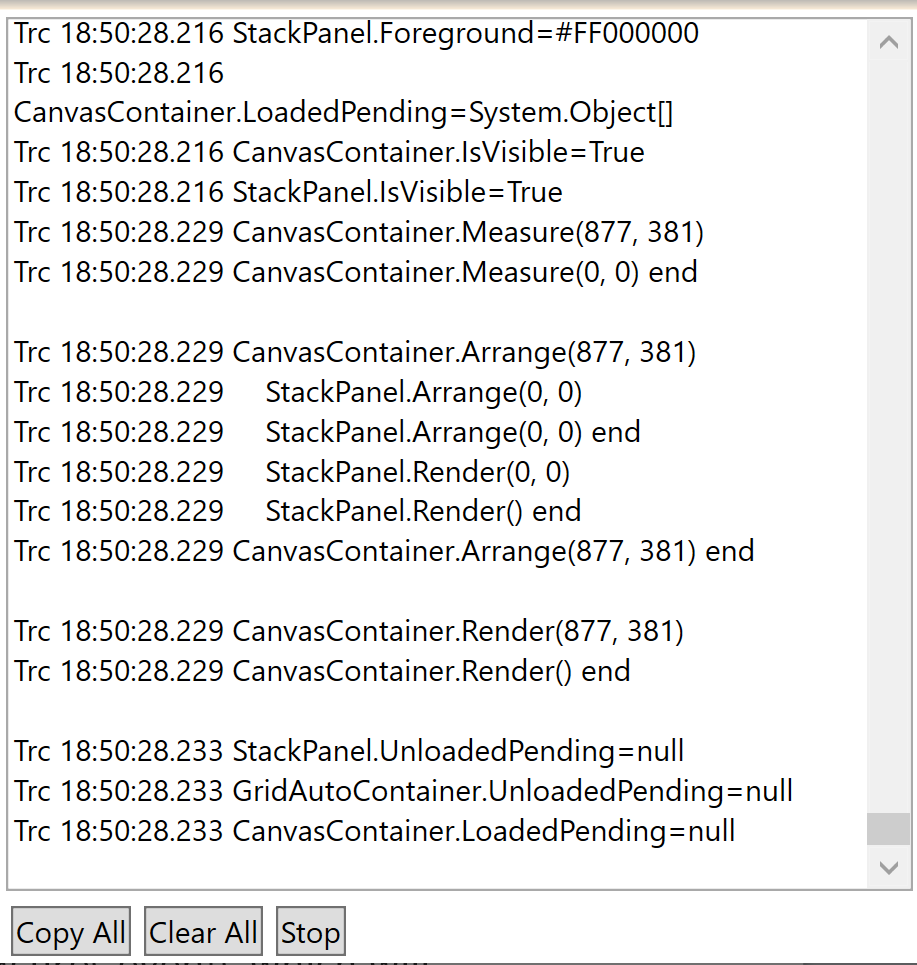 Trc 18:50:28.216 StackPanel.Foreground=#FF000000
Trc 18:50:28.216
CanvasContainer.LoadedPending=System.Object[]
Trc 18:50:28.216 CanvasContainer.IsVisible=True
Trc 18:50:28.216 StackPanel.IsVisible=True
Trc 18:50:28.229 CanvasContainer.Measure(877, 381)
Trc 18:50:28.229 CanvasContainer.Measure(0, 0) end
Trc 18:50:28.229 CanvasContainer.Arrange(877, 381)
Trc 18:50:28.229 StackPanel.Arrange(0, 0)
Trc 18:50:28.229 StackPanel.Arrange(0, 0) end
Trc 18:50:28.229 StackPanel.Render(0, 0)
Trc 18:50:28.229 StackPanel.Render() end
Trc 18:50:28.229 CanvasContainer.Arrange(877, 381) end
Trc 18:50:28.229 CanvasContainer.Render(877, 381)
Trc 18:50:28.229 CanvasContainer.Render() end
Trc 18:50:28.233 StackPanel.UnloadedPending=null
Trc 18:50:28.233 GridAutoContainer.UnloadedPending=null
Trc 18:50:28.233 CanvasContainer.LoadedPending=null
Copy All Clear All Stop